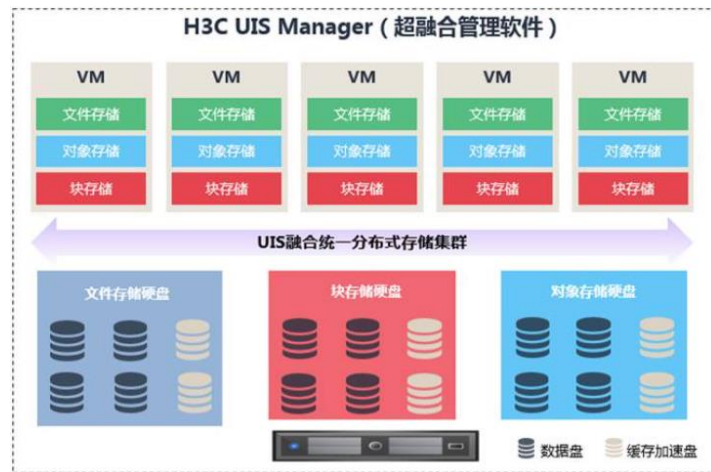 H3C UIS Manager（超融合管理软件）
VM VM VM VM VM
文件存储 文件存储 文件存储 文件存储 文件存储
对象存储 对象存储 对象存储 对象存储 对象存储
块存储 块存储 块存储 块存储 块存储
UIS融合统一分布式存储集群
文件存储硬盘 块存储硬盘 对象存储硬盘
数据盘 缓存加速盘